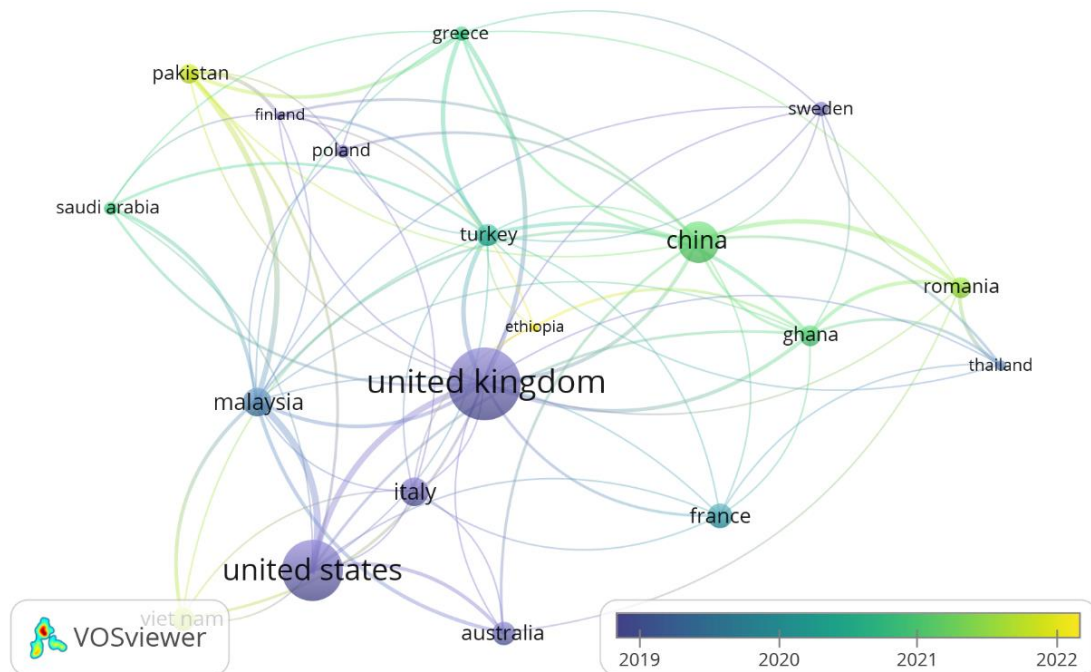 greece
pakistan
sweden
finland
poland
saudi arabia
turkey
china
romania
ethiopia
ghana
thailand
united kingdom
malaysia
italy
france
united states
viet nam
VOSviewer
australia
2019 2020 2021 2022